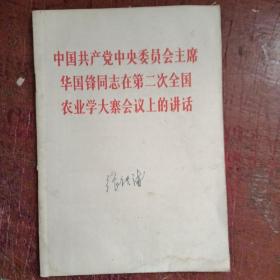 中国共产党中央委员会主席
华国锋同志在第二次全国
农业学大寨会议上的讲话